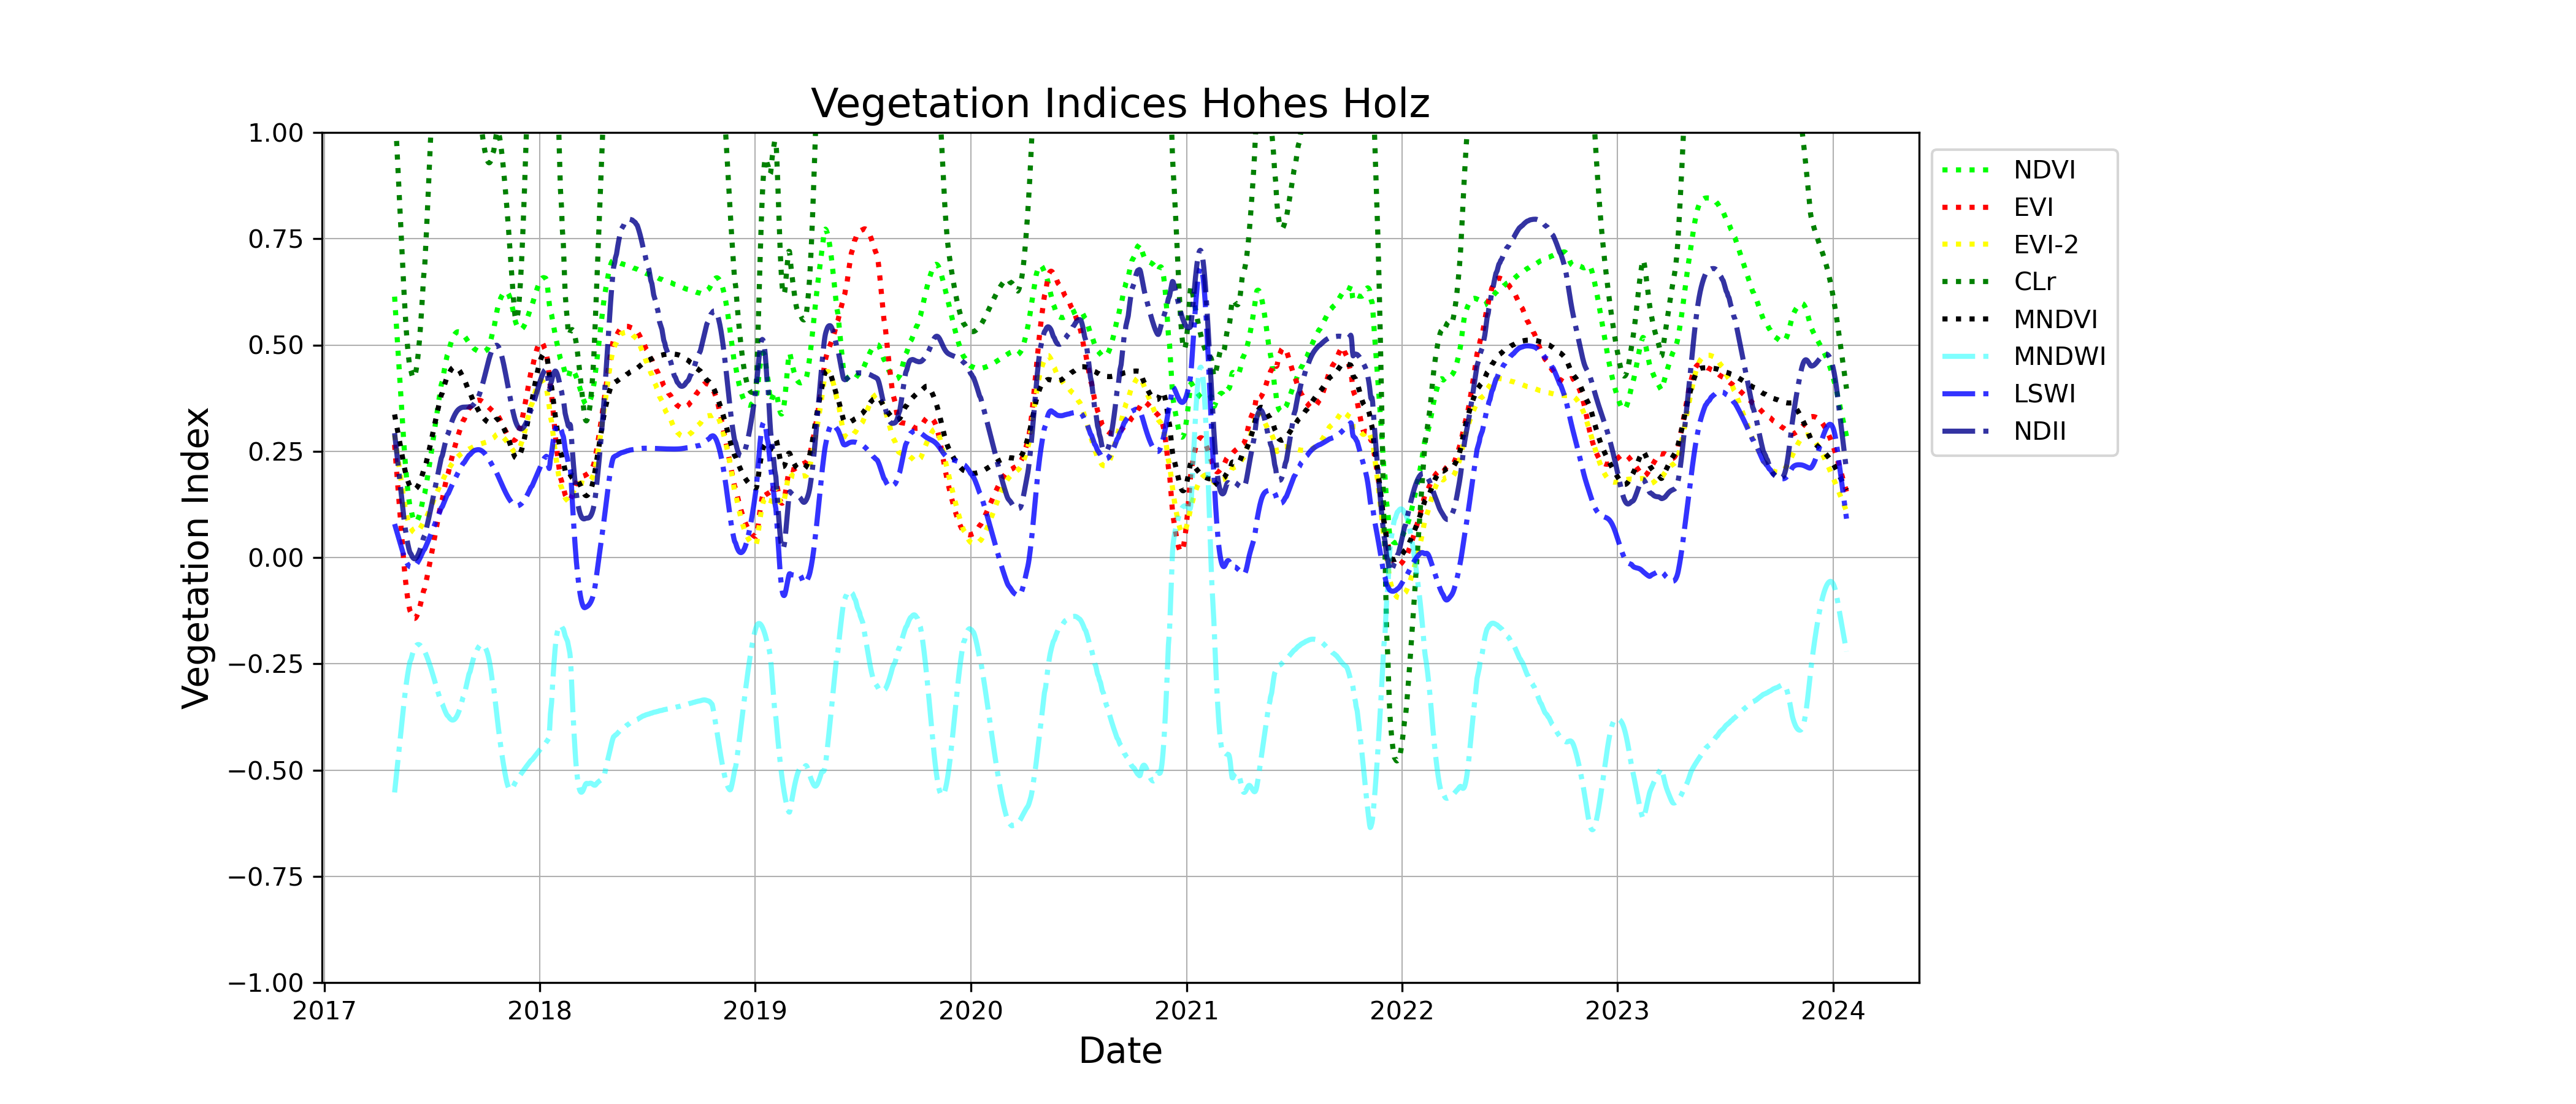 Vegetation Indices Hohes Holz
Vegetation Index
1.00
0.75
0.50
0.25
0.00
−0.25
−0.50
−0.75
−1.00
2017 2018 2019 2020 2021 2022 2023 2024
Date
NDVI
EVI
EVI-2
CLr
MNDVI
MNDWI
LSWI
NDII